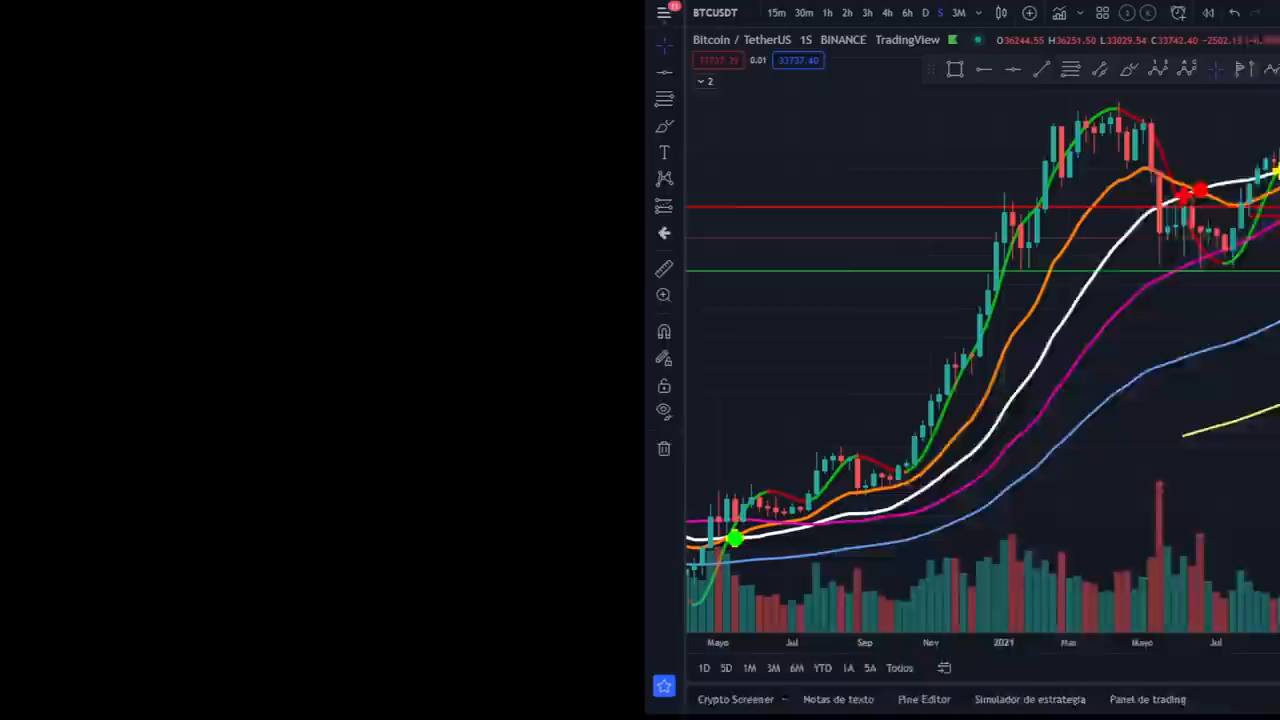 11
BTCUSDT 15m 30m 1h 2h 3h 4h 6h D S 3M
Bitcoin / TetherUS 1S BINANCE TradingView O36244.55 H36251.50 L33029.54 C33742.40
33737.39 0.01 33737.40
2
Mayo Jul Sep Nov 2021 Mar Mayo Jul
1D 5D 1M 3M 6M YTD 1A 5A Todos
Crypto Screener Notas de texto Pine Editor Simulador de estrategia Panel de trading